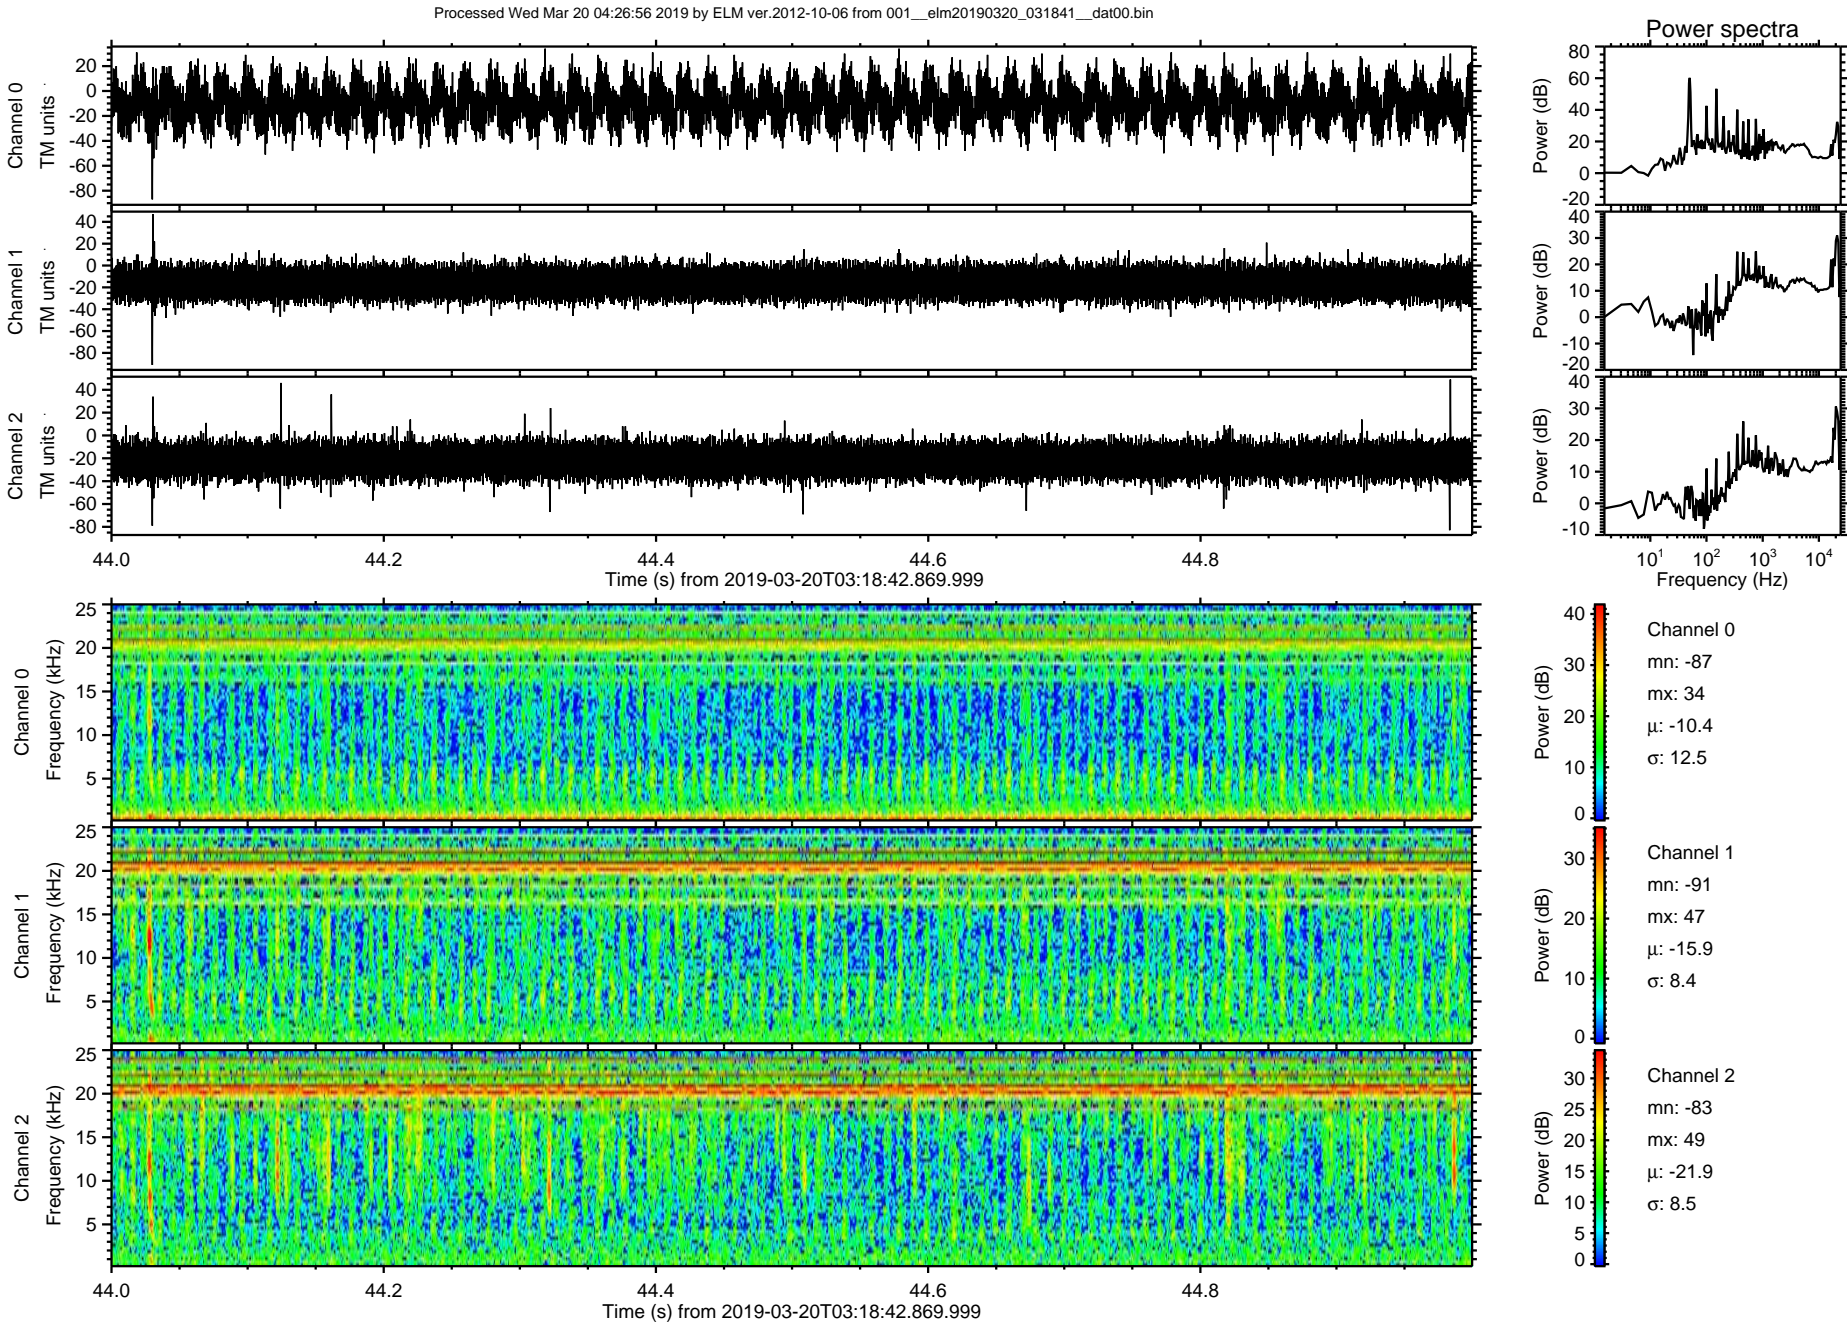 Processed Wed Mar 20 04:26:56 2019 by ELM ver.2012-10-06 from 001__elm20190320_031841__dat00.bin
Power spectra
Channel 0
TM units
20
0
-20
-40
-60
-80
Power (dB)
80
60
40
20
0
-20
Channel 1
TM units
40
20
0
-20
-40
-60
-80
Power (dB)
40
30
20
10
0
-10
-20
Channel 2
TM units
40
20
0
-20
-40
-60
-80
Power (dB)
40
30
20
10
0
-10
44.0 44.2 44.4 44.6 44.8
Time (s) from 2019-03-20T03:18:42.869.999
10¹ 10² 10³ 10⁴
Frequency (Hz)
Channel 0
Frequency (kHz)
25
20
15
10
5
Power (dB)
40
30
20
10
0
Channel 0
mn: -87
mx: 34
µ: -10.4
σ: 12.5
Channel 1
Frequency (kHz)
25
20
15
10
5
Power (dB)
30
20
10
0
Channel 1
mn: -91
mx: 47
µ: -15.9
σ: 8.4
Channel 2
Frequency (kHz)
25
20
15
10
5
Power (dB)
30
25
20
15
10
5
0
Channel 2
mn: -83
mx: 49
µ: -21.9
σ: 8.5
44.0 44.2 44.4 44.6 44.8
Time (s) from 2019-03-20T03:18:42.869.999